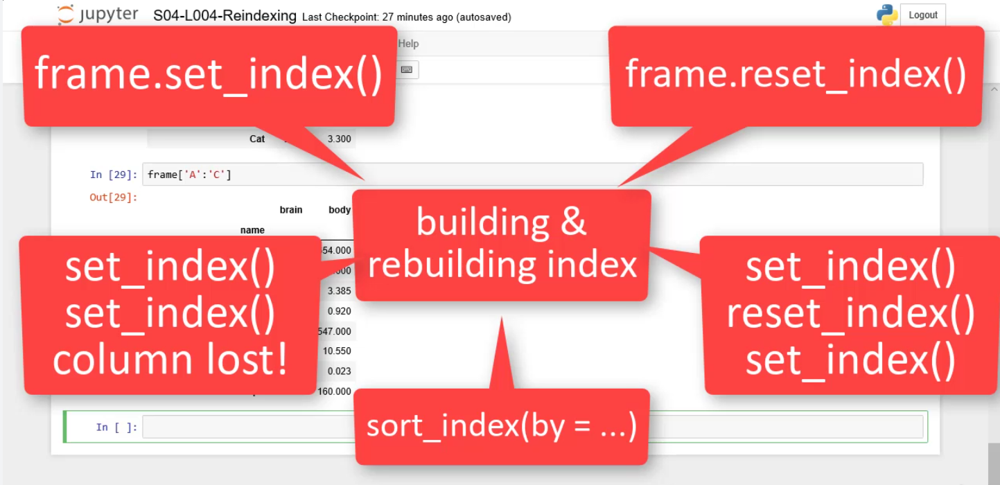 jupyter S04-L004-Reindexing Last Checkpoint: 27 minutes ago (autosaved)
Logout
Help
frame.set_index()
frame.reset_index()
Cat 3.300
In [29]: frame['A':'C']
Out[29]:
brain body
name
building &
rebuilding index
set_index()
set_index()
column lost!
set_index()
reset_index()
set_index()
54.000
.000
3.385
0.920
547.000
10.550
0.023
160.000
In [ ]:
sort_index(by = ...)